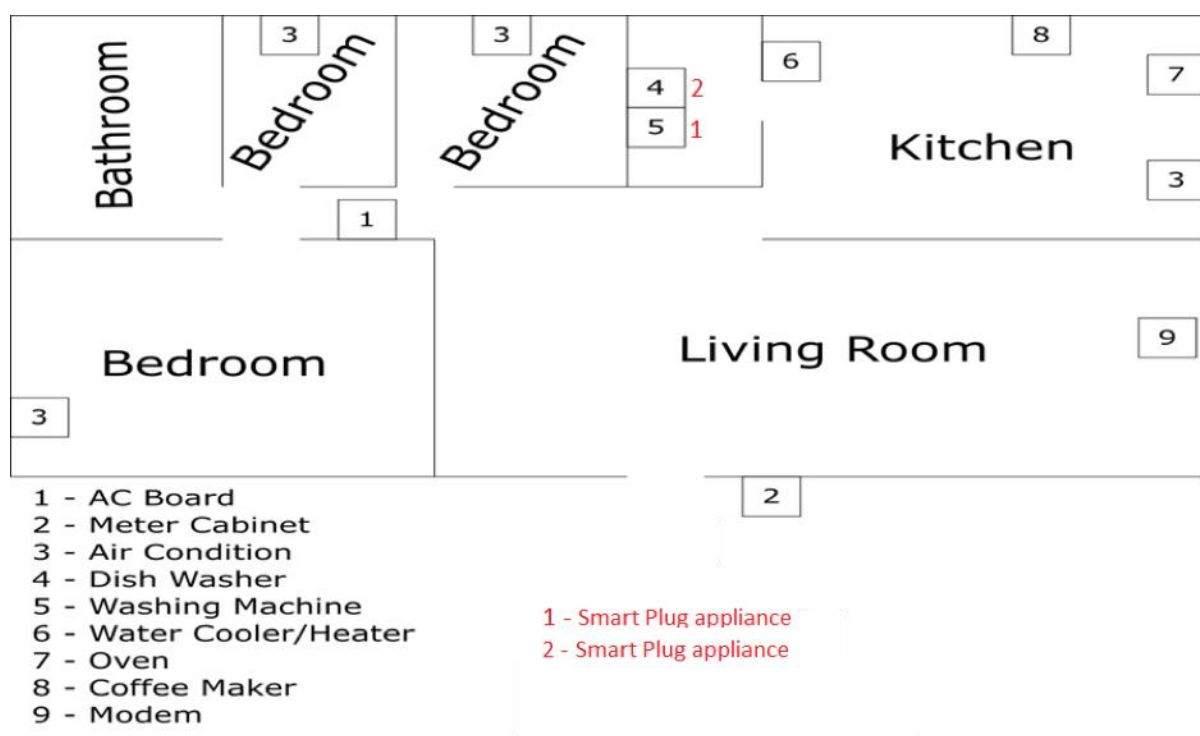 3
3
8
6
7
Bathroom
Bedroom
Bedroom
4 2
5 1
Kitchen
3
1
9
Living Room
Bedroom
3
2
1 - AC Board
2 - Meter Cabinet
3 - Air Condition
4 - Dish Washer
5 - Washing Machine
6 - Water Cooler/Heater
7 - Oven
8 - Coffee Maker
9 - Modem
1 - Smart Plug appliance
2 - Smart Plug appliance